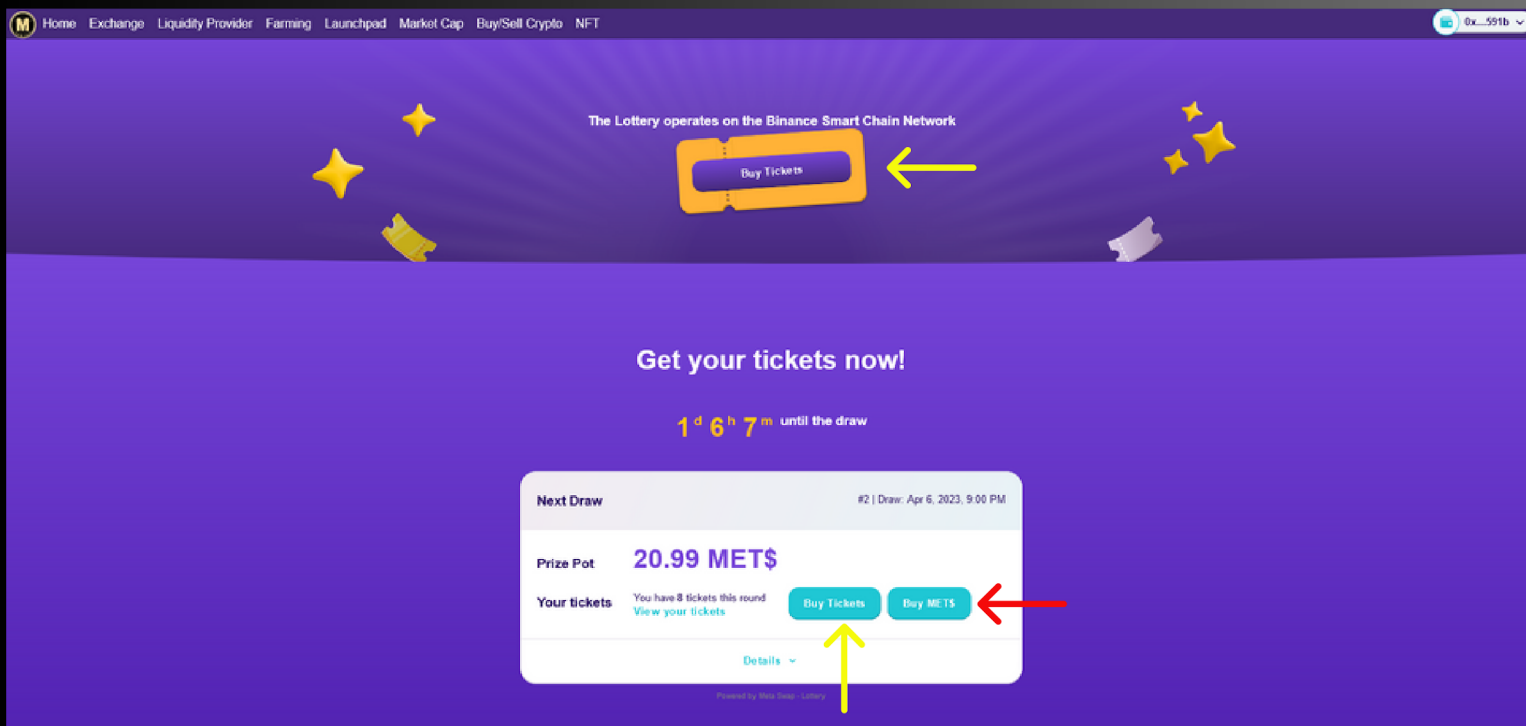 M Home Exchange Liquidity Provider Farming Launchpad Market Cap Buy/Sell Crypto NFT 0x...591b
The Lottery operates on the Binance Smart Chain Network
Buy Tickets
Get your tickets now!
1 d 6 h 7 m until the draw
Next Draw #2 | Draw: Apr 6, 2023, 9:00 PM
Prize Pot 20.99 MET$
Your tickets You have 8 tickets this round Buy Tickets Buy MET$
View your tickets
Details
Powered by Meta Swap - Lottery